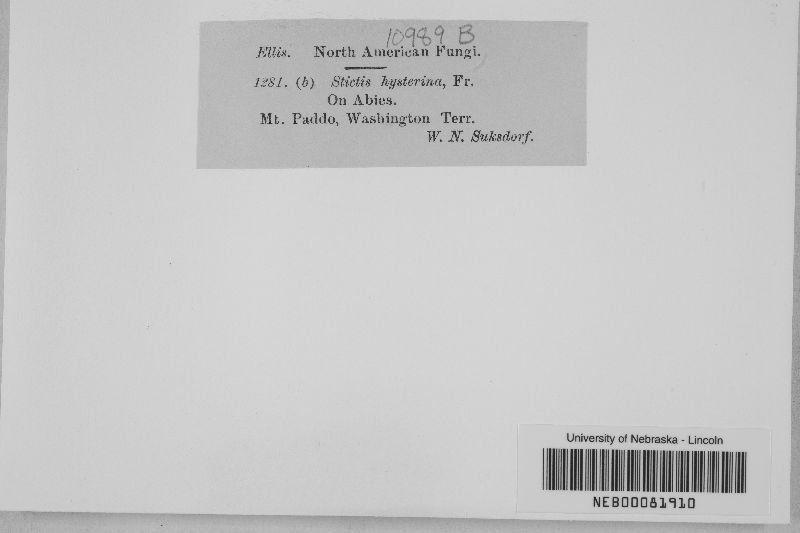 10989 B
Ellis. North American Fungi.
1281. (b) Stictis hysterina, Fr.
On Abies.
Mt. Paddo, Washington Terr.
W. N. Suksdorf.
University of Nebraska - Lincoln
NEB00081910